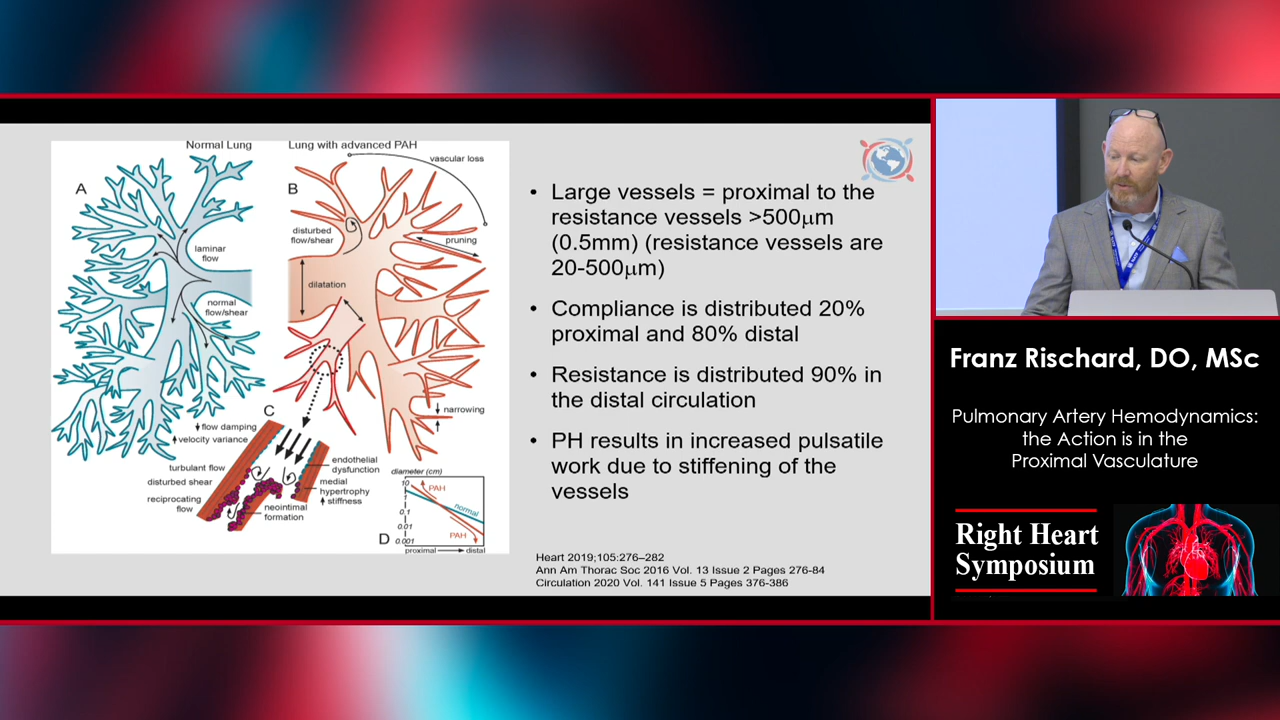 Normal Lung
Lung with advanced PAH
vascular loss
A
B
disturbed
flow/shear
laminar
flow
pruning
dilatation
normal
flow/shear
C
narrowing
↓ flow damping
↑ velocity variance
turbulant flow
disturbed shear
reciprocating
flow
endothelial
dysfunction
medial
hypertrophy
↑ stiffness
neointimal
formation
diameter (cm)
10
1
0.1
0.01
0.001
PAH
normal
PAH
D
proximal → distal
• Large vessels = proximal to the
resistance vessels >500μm
(0.5mm) (resistance vessels are
20-500μm)
• Compliance is distributed 20%
proximal and 80% distal
• Resistance is distributed 90% in
the distal circulation
• PH results in increased pulsatile
work due to stiffening of the
vessels
Heart 2019;105:276–282
Ann Am Thorac Soc 2016 Vol. 13 Issue 2 Pages 276-84
Circulation 2020 Vol. 141 Issue 5 Pages 376-386
Franz Rischard, DO, MSc
Pulmonary Artery Hemodynamics:
the Action is in the
Proximal Vasculature
Right Heart
Symposium